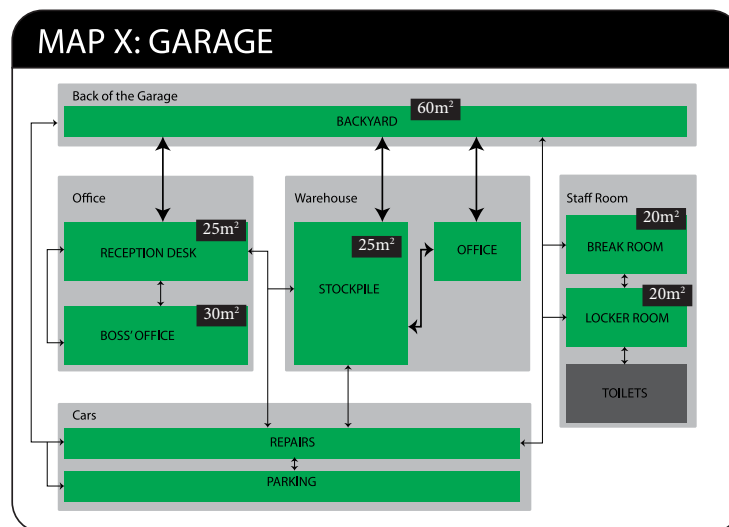 MAP X: GARAGE
Back of the Garage
60m²
BACKYARD
Office
25m²
RECEPTION DESK
30m²
BOSS' OFFICE
Warehouse
25m²
STOCKPILE
OFFICE
Staff Room
20m²
BREAK ROOM
20m²
LOCKER ROOM
TOILETS
Cars
REPAIRS
PARKING